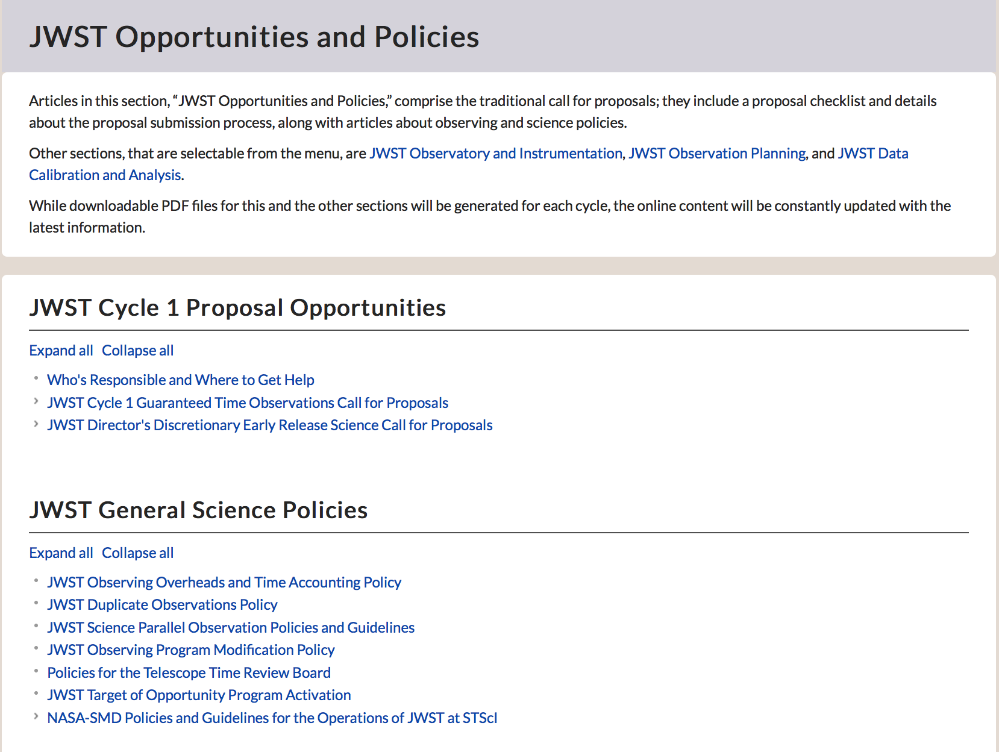 JWST Opportunities and Policies
Articles in this section, “JWST Opportunities and Policies,” comprise the traditional call for proposals; they include a proposal checklist and details
about the proposal submission process, along with articles about observing and science policies.
Other sections, that are selectable from the menu, are JWST Observatory and Instrumentation, JWST Observation Planning, and JWST Data
Calibration and Analysis.
While downloadable PDF files for this and the other sections will be generated for each cycle, the online content will be constantly updated with the
latest information.
JWST Cycle 1 Proposal Opportunities
Expand all Collapse all
Who's Responsible and Where to Get Help
JWST Cycle 1 Guaranteed Time Observations Call for Proposals
JWST Director's Discretionary Early Release Science Call for Proposals
JWST General Science Policies
Expand all Collapse all
JWST Observing Overheads and Time Accounting Policy
JWST Duplicate Observations Policy
JWST Science Parallel Observation Policies and Guidelines
JWST Observing Program Modification Policy
Policies for the Telescope Time Review Board
JWST Target of Opportunity Program Activation
NASA-SMD Policies and Guidelines for the Operations of JWST at STScI